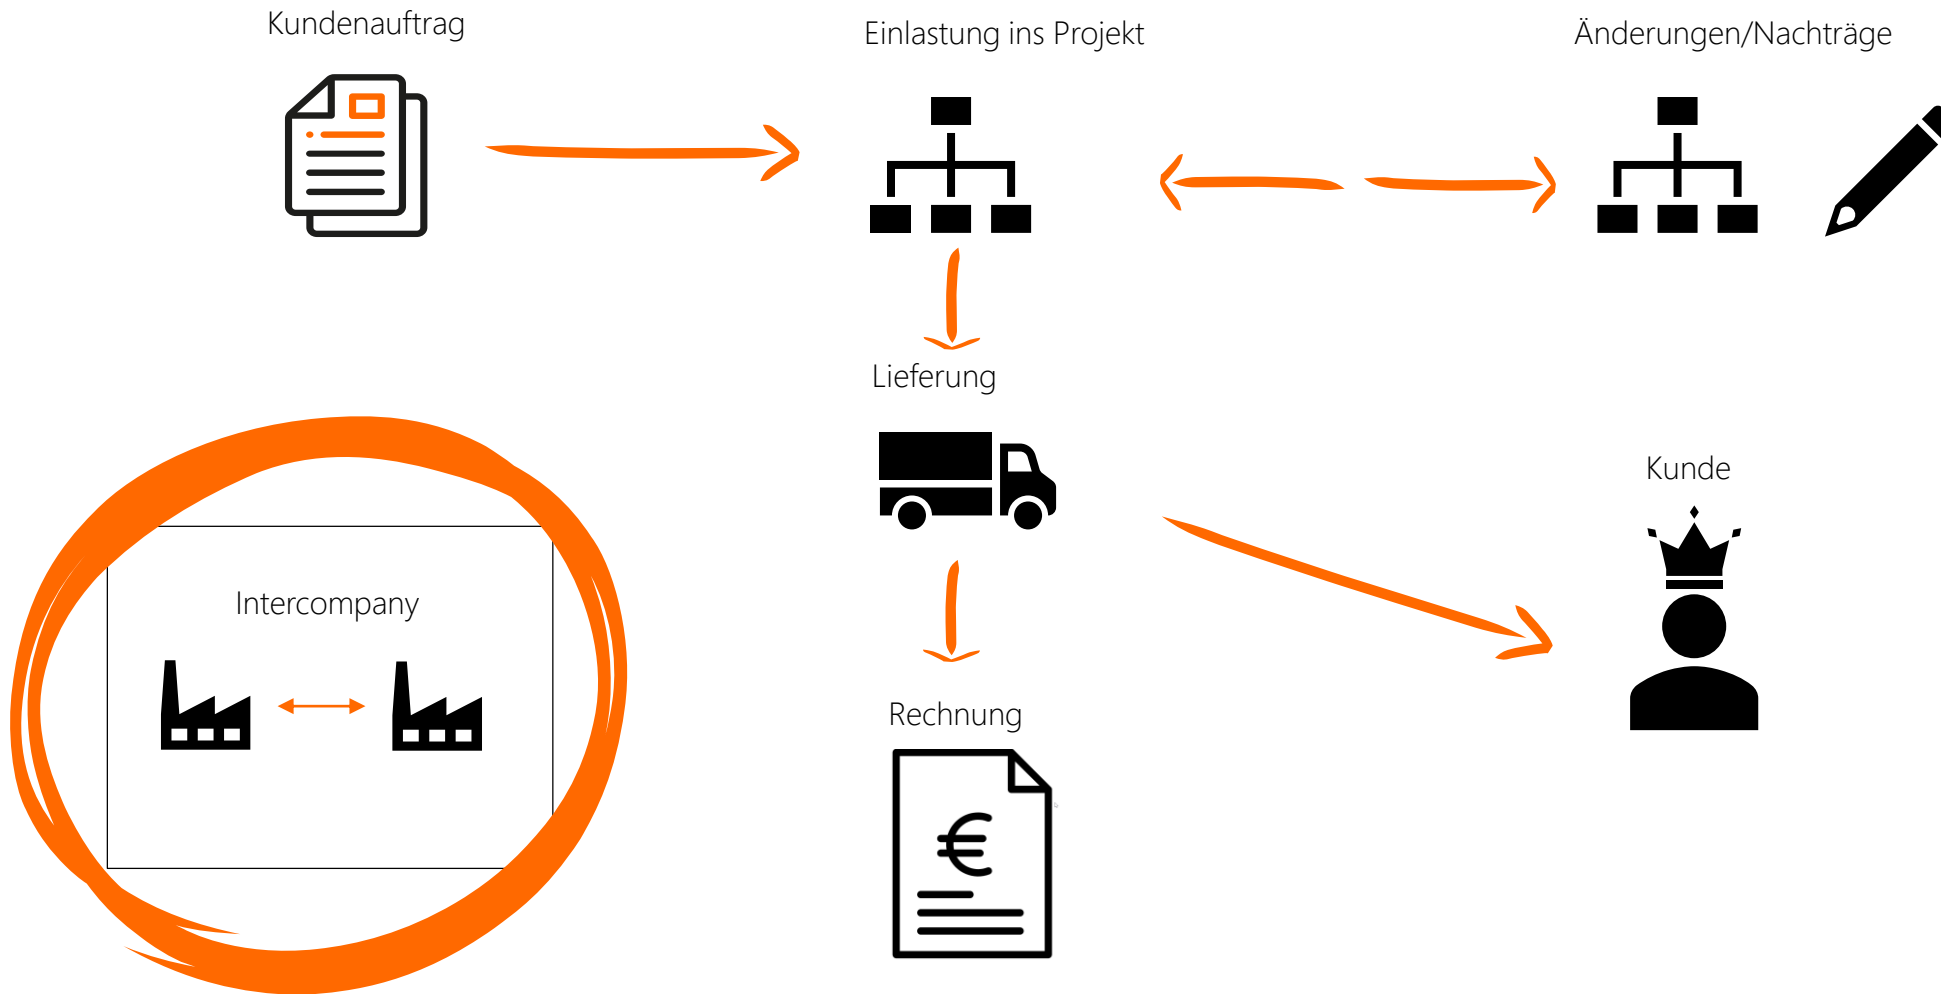 Kundenauftrag
Einlastung ins Projekt
Änderungen/Nachträge
Lieferung
Kunde
Intercompany
Rechnung
€